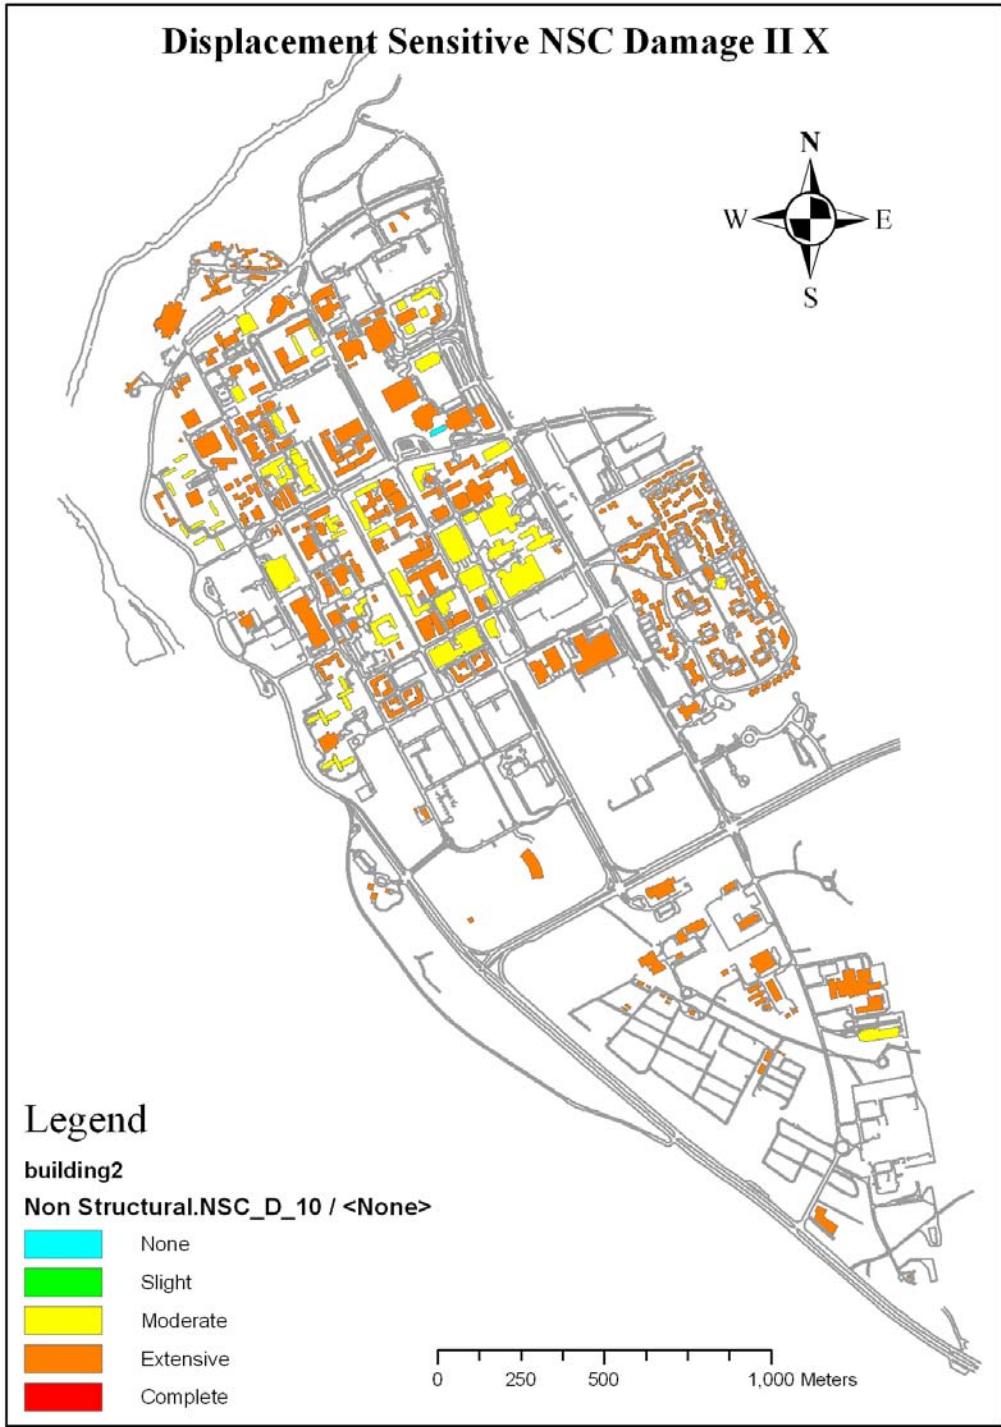 Displacement Sensitive NSC Damage II X
N
W E
S
Legend
building2
Non Structural.NSC_D_10 / <None>
None
Slight
Moderate
Extensive
Complete
0 250 500 1,000 Meters